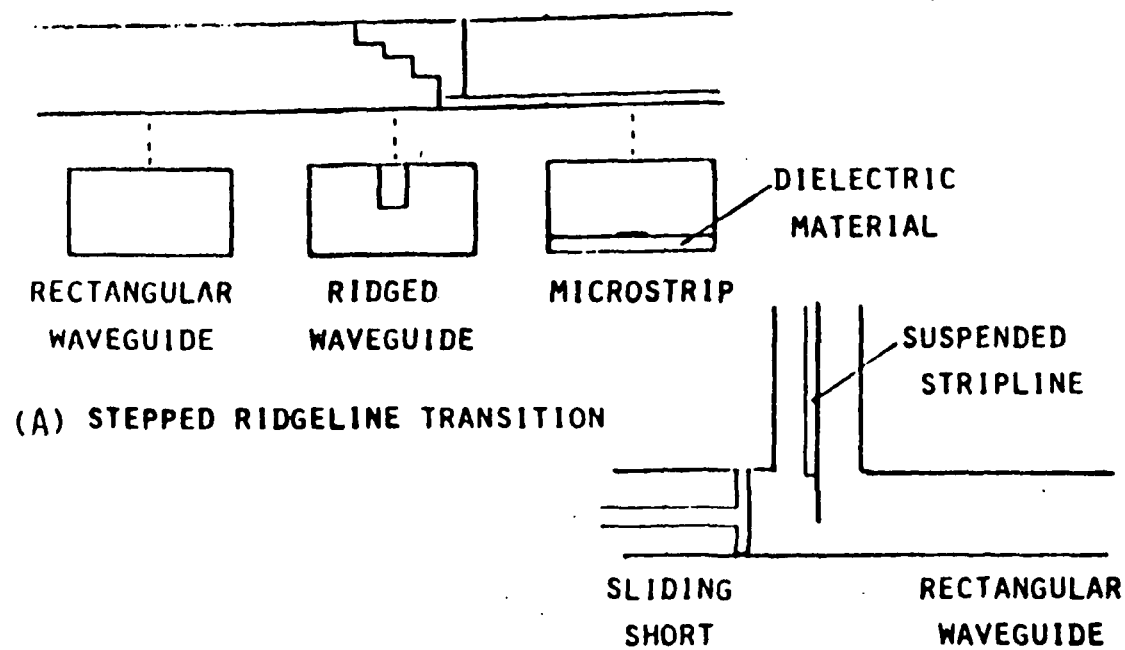 DIELECTRIC
MATERIAL
RECTANGULAR
WAVEGUIDE
RIDGED
WAVEGUIDE
MICROSTRIP
SUSPENDED
STRIPLINE
(A) STEPPED RIDGELINE TRANSITION
SLIDING
SHORT
RECTANGULAR
WAVEGUIDE